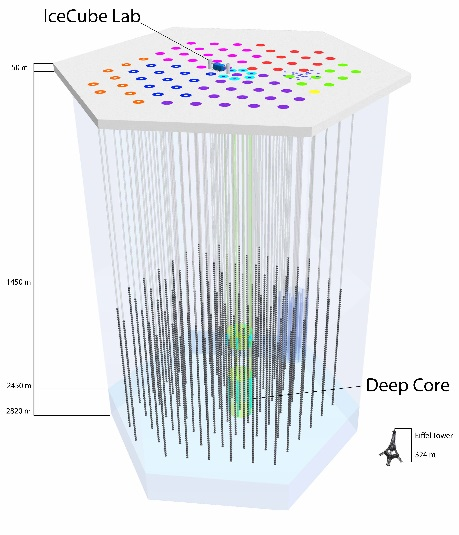 IceCube Lab
50 m
1450 m
2450 m
2820 m
Deep Core
Eiffel Tower
324 m